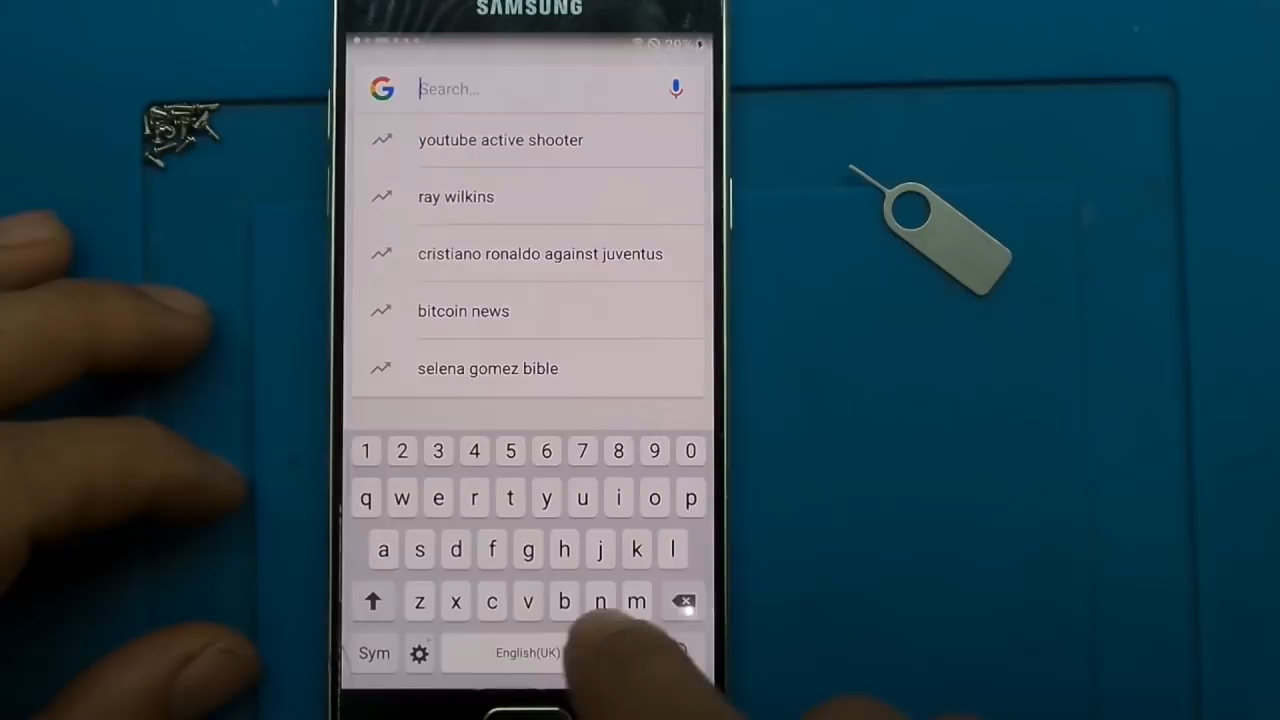 SAMSUNG
29%
Search...
youtube active shooter
ray wilkins
cristiano ronaldo against juventus
bitcoin news
selena gomez bible
1 2 3 4 5 6 7 8 9 0
q w e r t y u i o p
a s d f g h j k l
z x c v b n m
Sym English(UK)